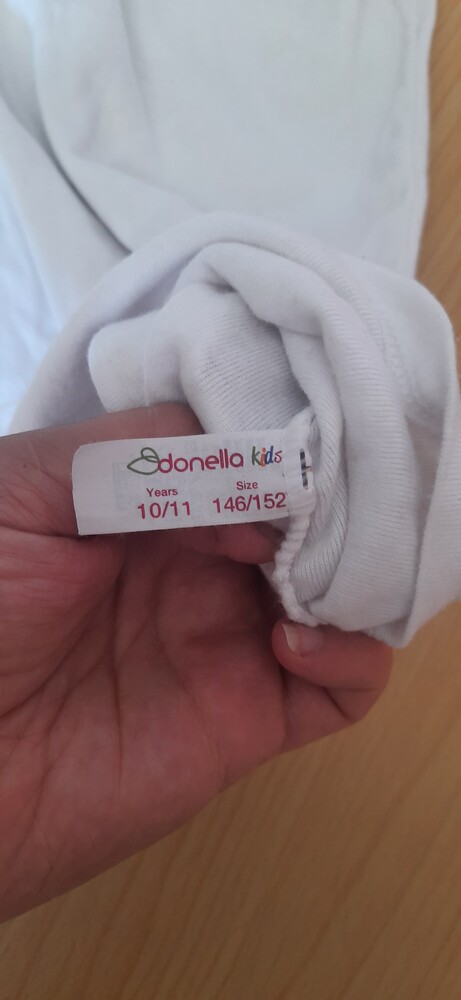 donella kids
Years Size
10/11 146/152